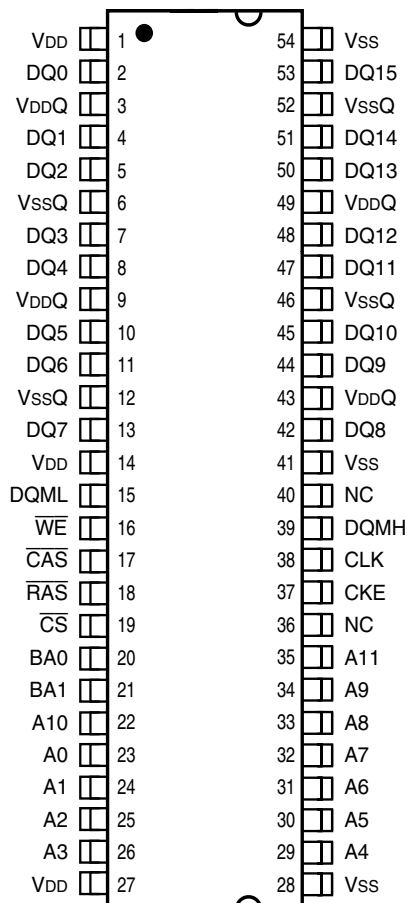 VDD 1 54 VSS
DQ0 2 53 DQ15
VDDQ 3 52 VSSQ
DQ1 4 51 DQ14
DQ2 5 50 DQ13
VSSQ 6 49 VDDQ
DQ3 7 48 DQ12
DQ4 8 47 DQ11
VDDQ 9 46 VSSQ
DQ5 10 45 DQ10
DQ6 11 44 DQ9
VSSQ 12 43 VDDQ
DQ7 13 42 DQ8
VDD 14 41 VSS
DQML 15 40 NC
W̅E̅ 16 39 DQMH
C̅A̅S̅ 17 38 CLK
R̅A̅S̅ 18 37 CKE
C̅S̅ 19 36 NC
BA0 20 35 A11
BA1 21 34 A9
A10 22 33 A8
A0 23 32 A7
A1 24 31 A6
A2 25 30 A5
A3 26 29 A4
VDD 27 28 VSS